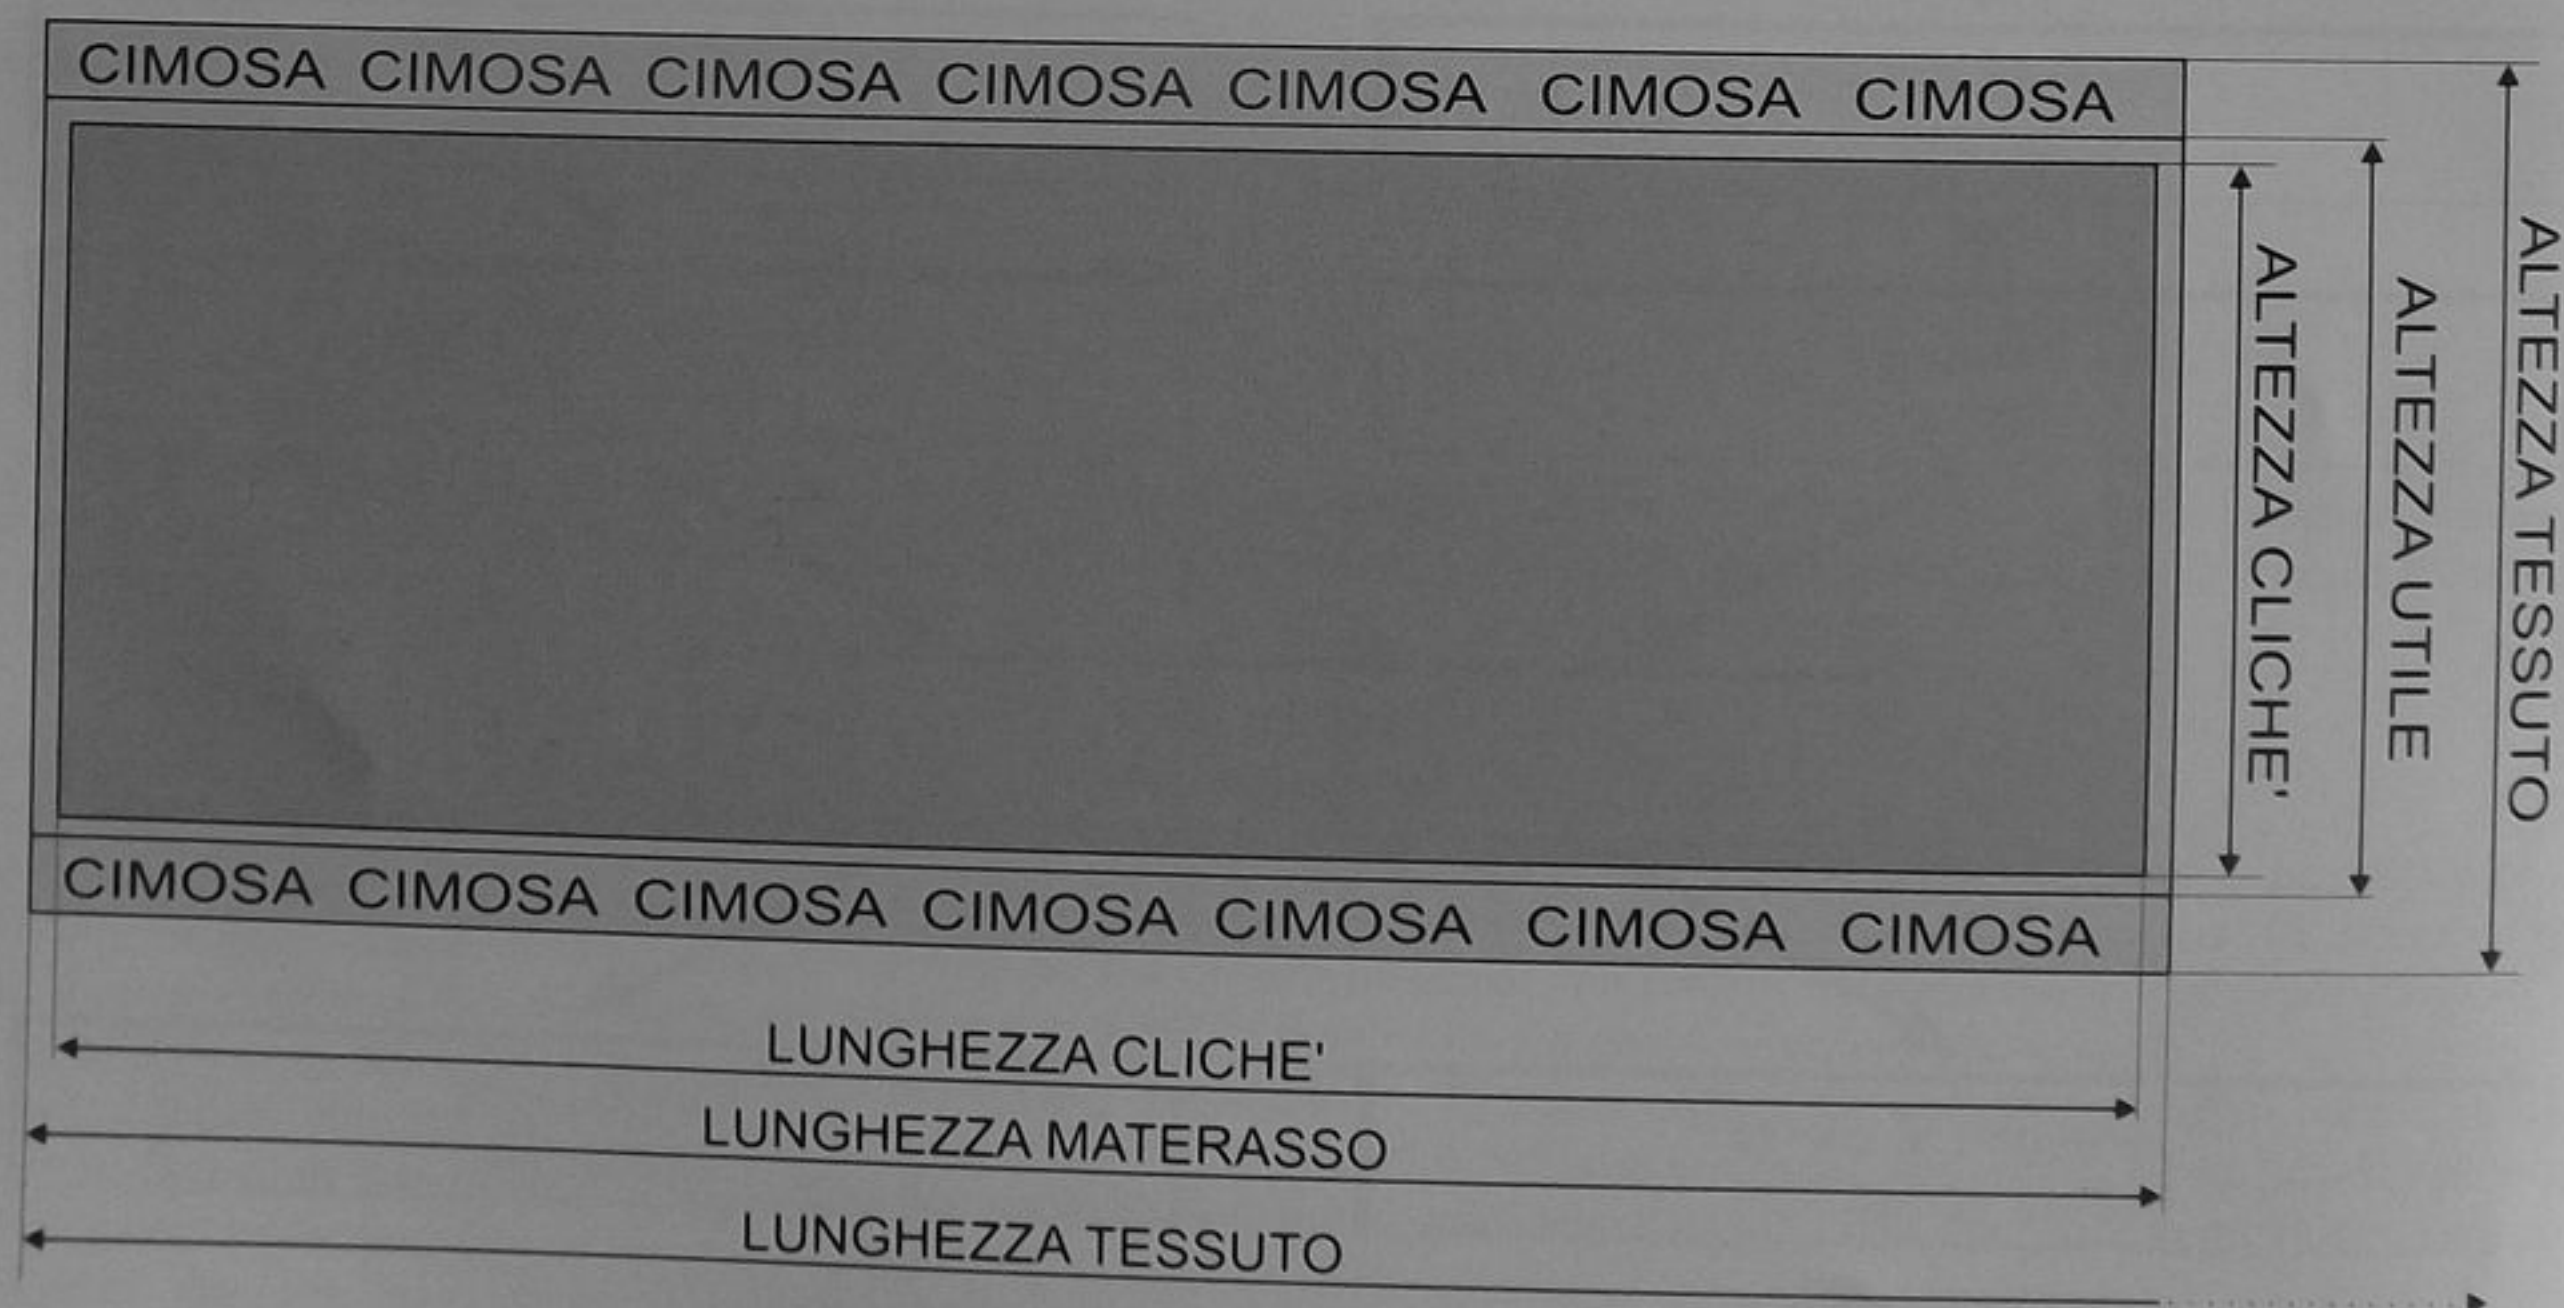 CIMOSA CIMOSA CIMOSA CIMOSA CIMOSA CIMOSA CIMOSA
ALTEZZA CLICHE'
ALTEZZA UTILE
ALTEZZA TESSUTO
CIMOSA CIMOSA CIMOSA CIMOSA CIMOSA CIMOSA CIMOSA
LUNGHEZZA CLICHE'
LUNGHEZZA MATERASSO
LUNGHEZZA TESSUTO